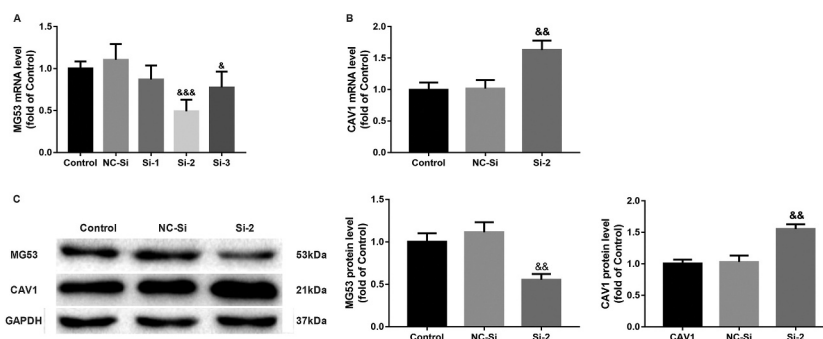 A
MG53 mRNA level
(fold of Control)
1.5
1.0
0.5
0.0
&&&
&
Control NC-Si Si-1 Si-2 Si-3
B
CAV1 mRNA level
(fold of Control)
2.0
1.5
1.0
0.5
0.0
&&
Control NC-Si Si-2
C
Control NC-Si Si-2
MG53 53kDa
CAV1 21kDa
GAPDH 37kDa
MG53 protein level
(fold of Control)
1.5
1.0
0.5
0.0
&&
Control NC-Si Si-2
CAV1 protein level
(fold of Control)
2.0
1.5
1.0
0.5
0.0
&&
CAV1 NC-Si Si-2